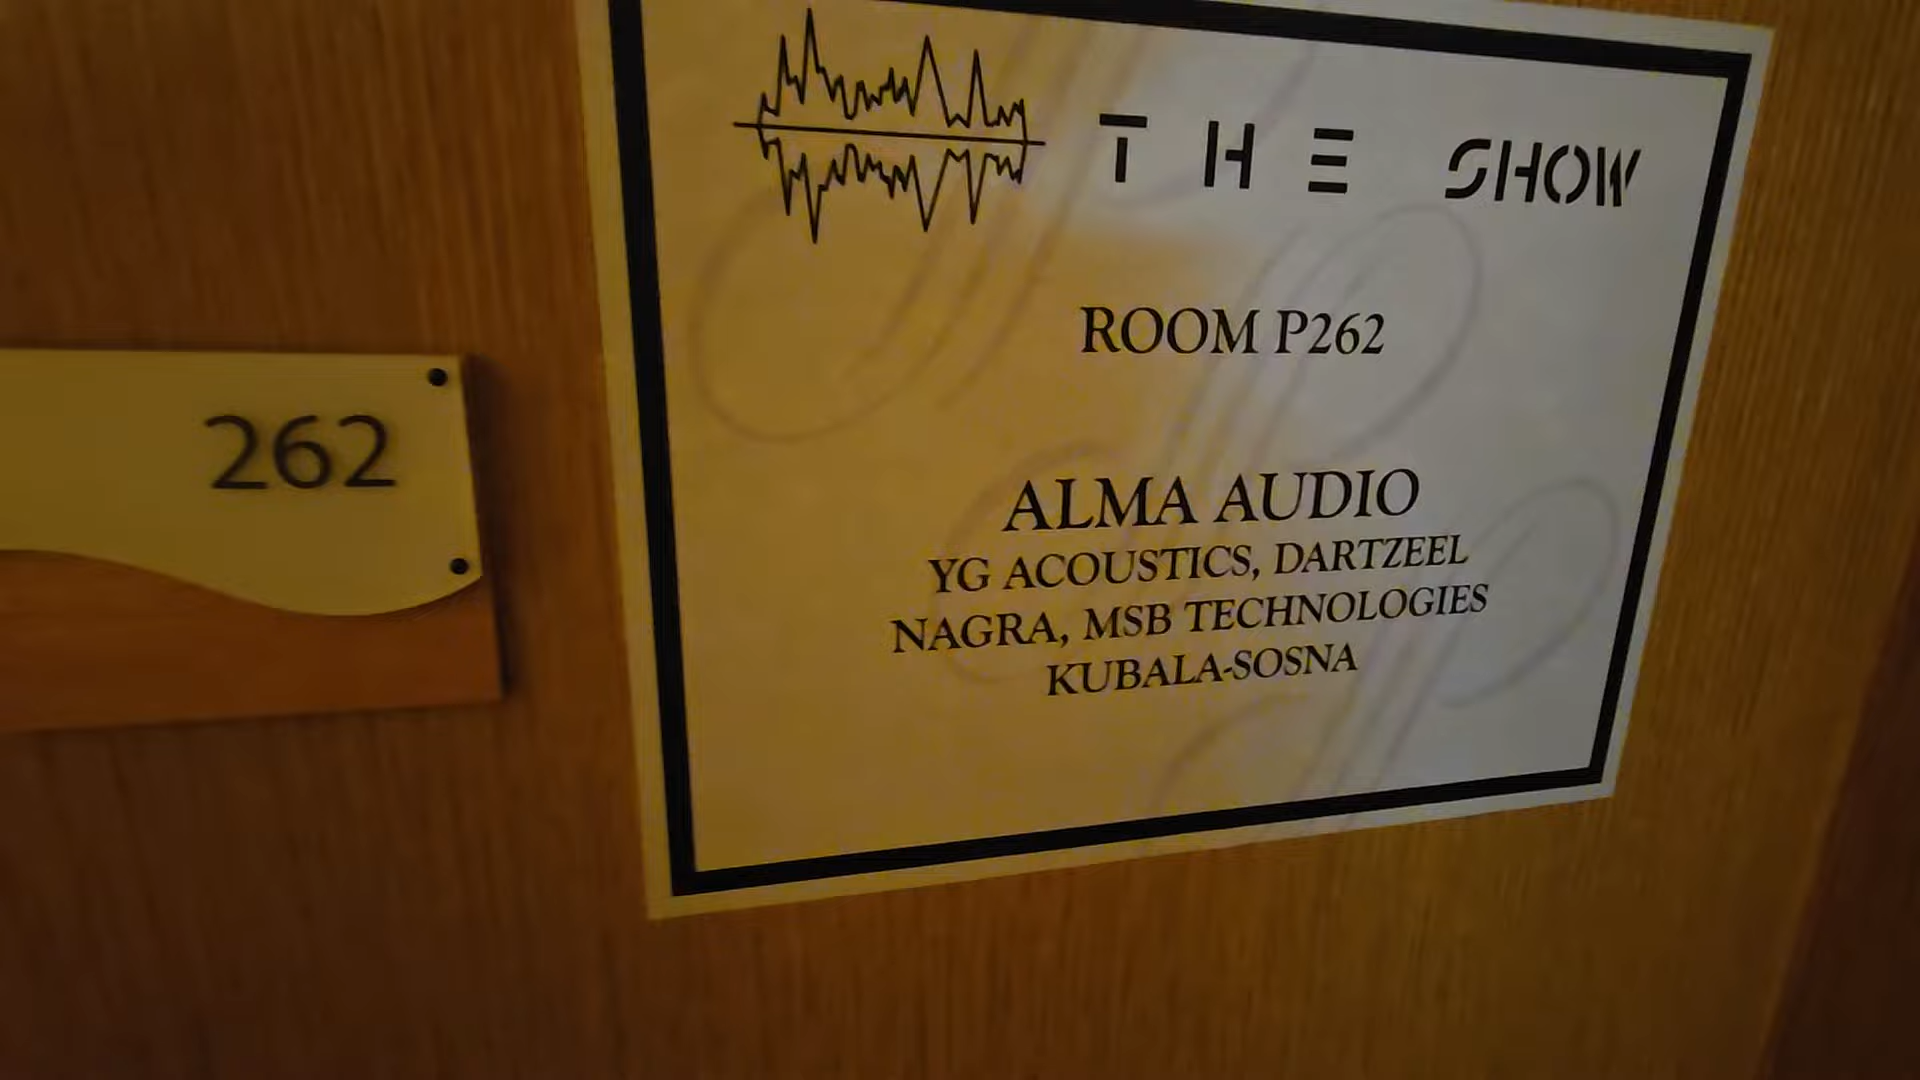 THE SHOW
ROOM P262
262
ALMA AUDIO
YG ACOUSTICS, DARTZEEL
NAGRA, MSB TECHNOLOGIES
KUBALA-SOSNA